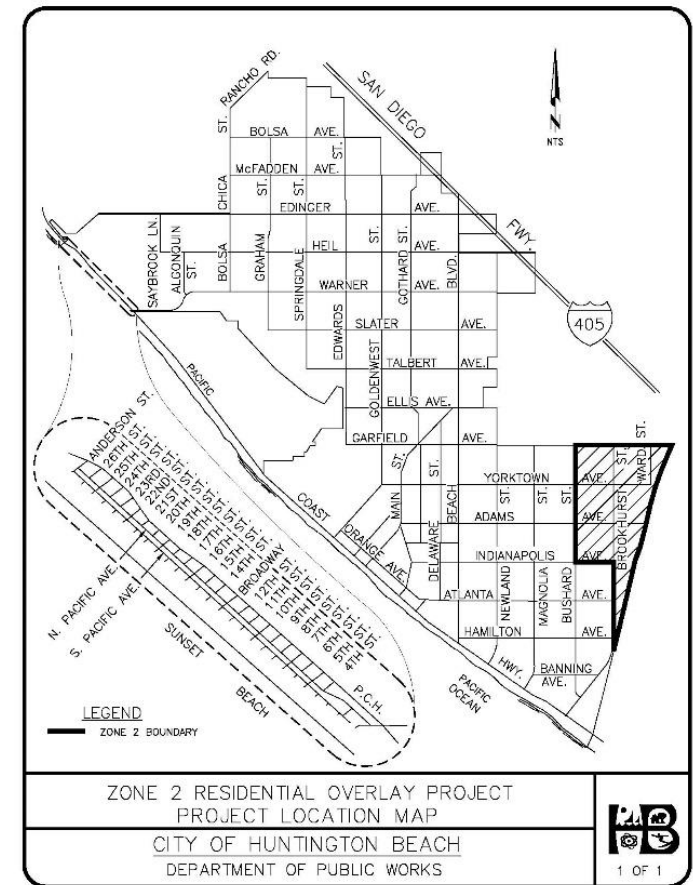 RANCHO RD.
SAN DIEGO
FWY.
405
N
NTS
ST.
BOLSA AVE.
ST.
McFADDEN AVE.
CHICA
ST.
ST.
EDINGER AVE.
SAYBROOK LN.
ALGONQUIN
ST.
BOLSA
GRAHAM
SPRINGDALE
HEIL AVE.
ST.
GOTHARD ST.
BLVD.
WARNER AVE.
EDWARDS
SLATER AVE.
GOLDENWEST
TALBERT AVE.
ELLIS AVE.
GARFIELD AVE.
PACIFIC
COAST
HWY.
ST.
MAIN
ST.
DELAWARE
BEACH
ORANGE AVE.
YORKTOWN AVE.
ST.
ST.
ST.
ST.
WARD ST.
ADAMS AVE.
BROOKHURST
INDIANAPOLIS AVE.
ATLANTA AVE.
NEWLAND
MAGNOLIA
BUSHARD
HAMILTON AVE.
BANNING
AVE.
PACIFIC
OCEAN
ANDERSON ST.
26TH ST.
25TH ST.
24TH ST.
23RD ST.
22ND ST.
21ST ST.
20TH ST.
19TH ST.
18TH ST.
17TH ST.
16TH ST.
15TH ST.
14TH ST.
BROADWAY
12TH ST.
11TH ST.
10TH ST.
9TH ST.
8TH ST.
7TH ST.
6TH ST.
5TH ST.
4TH ST.
N. PACIFIC AVE.
S. PACIFIC AVE.
SUNSET
BEACH
P.C.H.
LEGEND
ZONE 2 BOUNDARY
ZONE 2 RESIDENTIAL OVERLAY PROJECT
PROJECT LOCATION MAP
CITY OF HUNTINGTON BEACH
DEPARTMENT OF PUBLIC WORKS
HB
1 OF 1